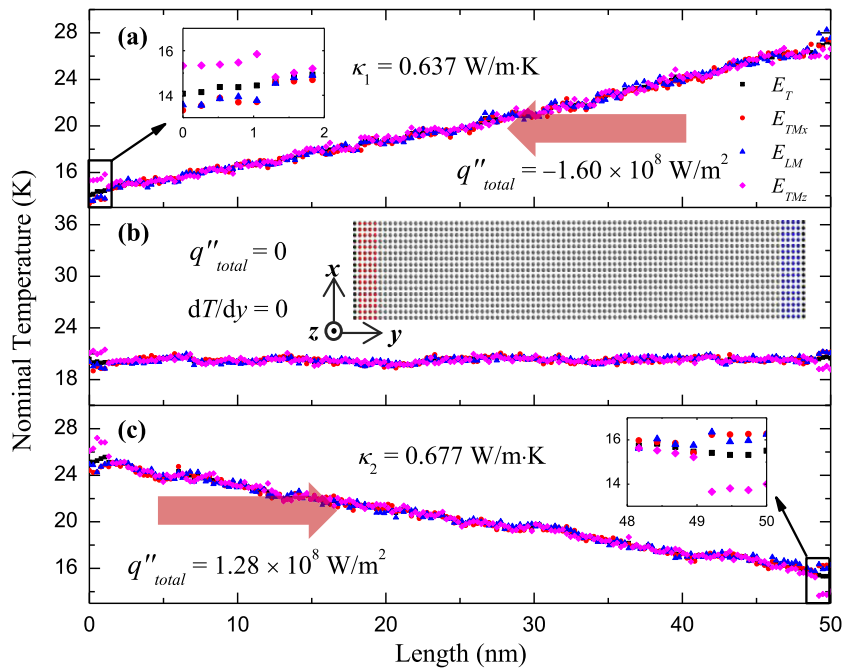 (a)
28
24
20
16
16
14
0
1
2
κ1 = 0.637 W/m·K
q″total = −1.60 × 10^8 W/m^2
ET
ETMx
ELM
ETMz
(b)
36
30
24
18
q″total = 0
dT/dy = 0
x
z
y
(c)
28
24
20
16
κ2 = 0.677 W/m·K
q″total = 1.28 × 10^8 W/m^2
16
14
48
49
50
0
10
20
30
40
50
Nominal Temperature (K)
Length (nm)